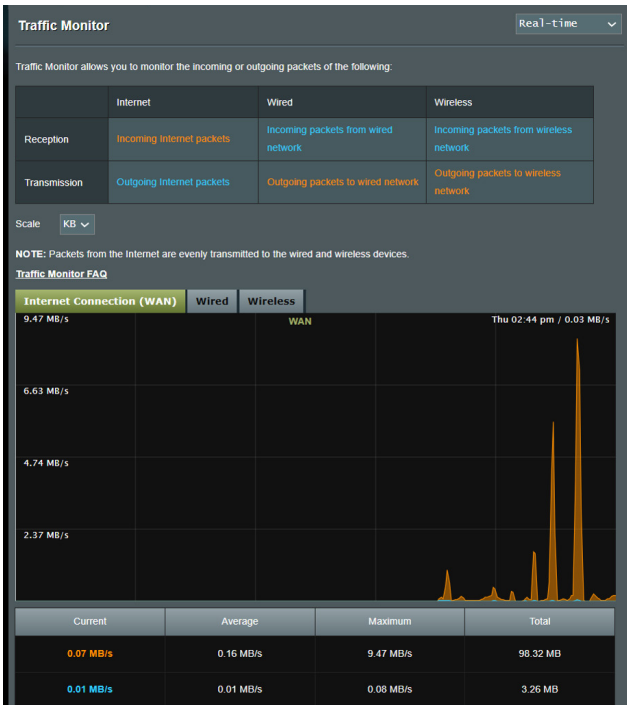 Traffic Monitor
Real-time
Traffic Monitor allows you to monitor the incoming or outgoing packets of the following:
Internet Wired Wireless
Reception Incoming Internet packets Incoming packets from wired network Incoming packets from wireless network
Transmission Outgoing Internet packets Outgoing packets to wired network Outgoing packets to wireless network
Scale KB
NOTE: Packets from the Internet are evenly transmitted to the wired and wireless devices.
Traffic Monitor FAQ
Internet Connection (WAN) Wired Wireless
9.47 MB/s WAN Thu 02:44 pm / 0.03 MB/s
6.63 MB/s
4.74 MB/s
2.37 MB/s
Current Average Maximum Total
0.07 MB/s 0.16 MB/s 9.47 MB/s 98.32 MB
0.01 MB/s 0.01 MB/s 0.08 MB/s 3.26 MB